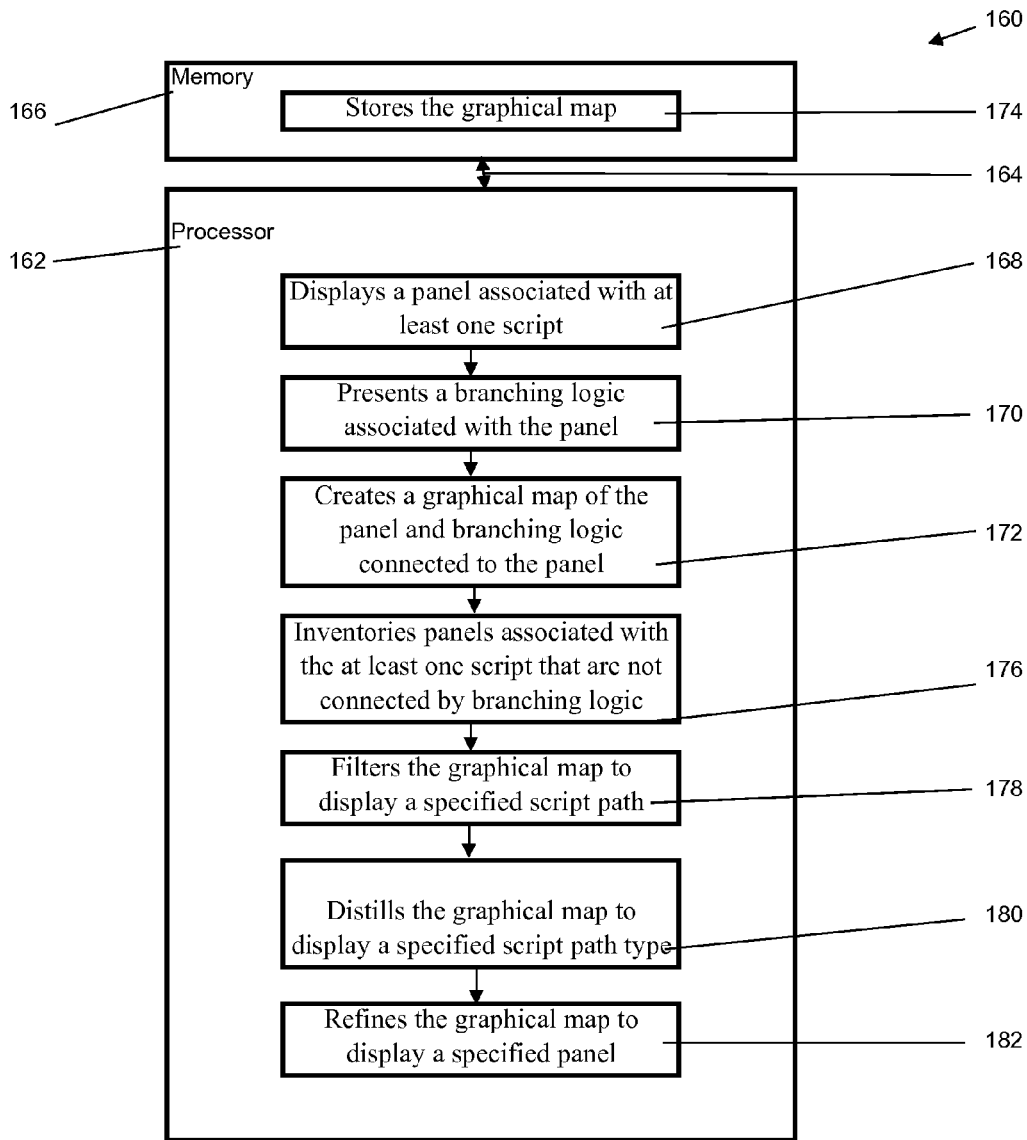 160
Memory
166
Stores the graphical map
174
164
Processor
162
168
Displays a panel associated with at
least one script
Presents a branching logic
associated with the panel
170
Creates a graphical map of the
panel and branching logic
connected to the panel
172
Inventories panels associated with
the at least one script that are not
connected by branching logic
176
Filters the graphical map to
display a specified script path
178
Distills the graphical map to
display a specified script path type
180
Refines the graphical map to
display a specified panel
182